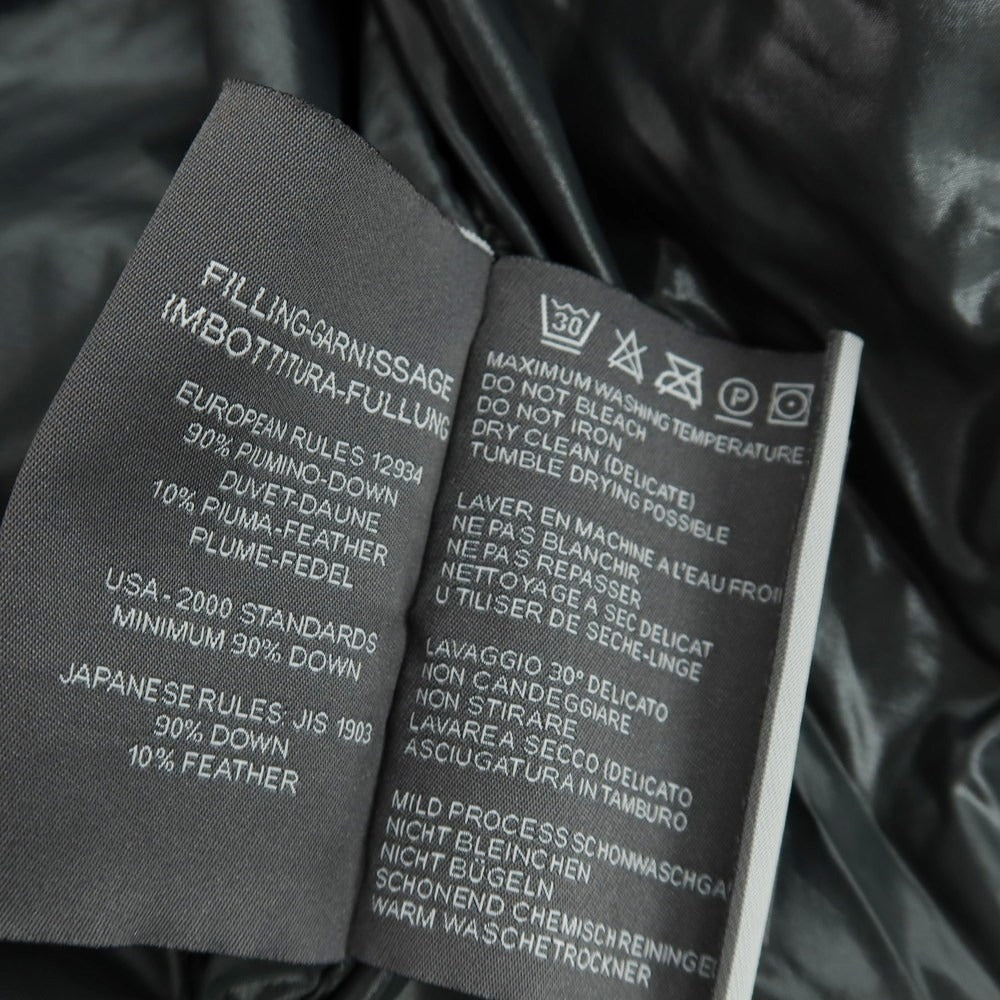 FILLING-GARNISSAGE
IMBOTTITURA-FULLUNG
EUROPEAN RULES 12934
90% PIUMINO-DOWN
DUVET-DAUNE
10% PIUMA-FEATHER
PLUME-FEDEL
USA - 2000 STANDARDS
MINIMUM 90% DOWN
JAPANESE RULES: JIS 1903
90% DOWN
10% FEATHER
30
P
MAXIMUM WASHING TEMPERATURE:
DO NOT BLEACH
DO NOT IRON
DRY CLEAN (DELICATE)
TUMBLE DRYING POSSIBLE
LAVER EN MACHINE A L'EAU FROI
NE PAS BLANCHIR
NE PAS REPASSER
NETTOYAGE A SEC DELICAT
U TILISER DE SECHE-LINGE
LAVAGGIO 30° DELICATO
NON CANDEGGIARE
NON STIRARE
LAVARE A SECCO (DELICATO
ASCIUGATURA IN TAMBURO
MILD PROCESS SCHONWASCHGA
NICHT BLEINCHEN
NICHT BÜGELN
SCHONEND CHEMISCH REININGE
WARM WASCHETROCKNER